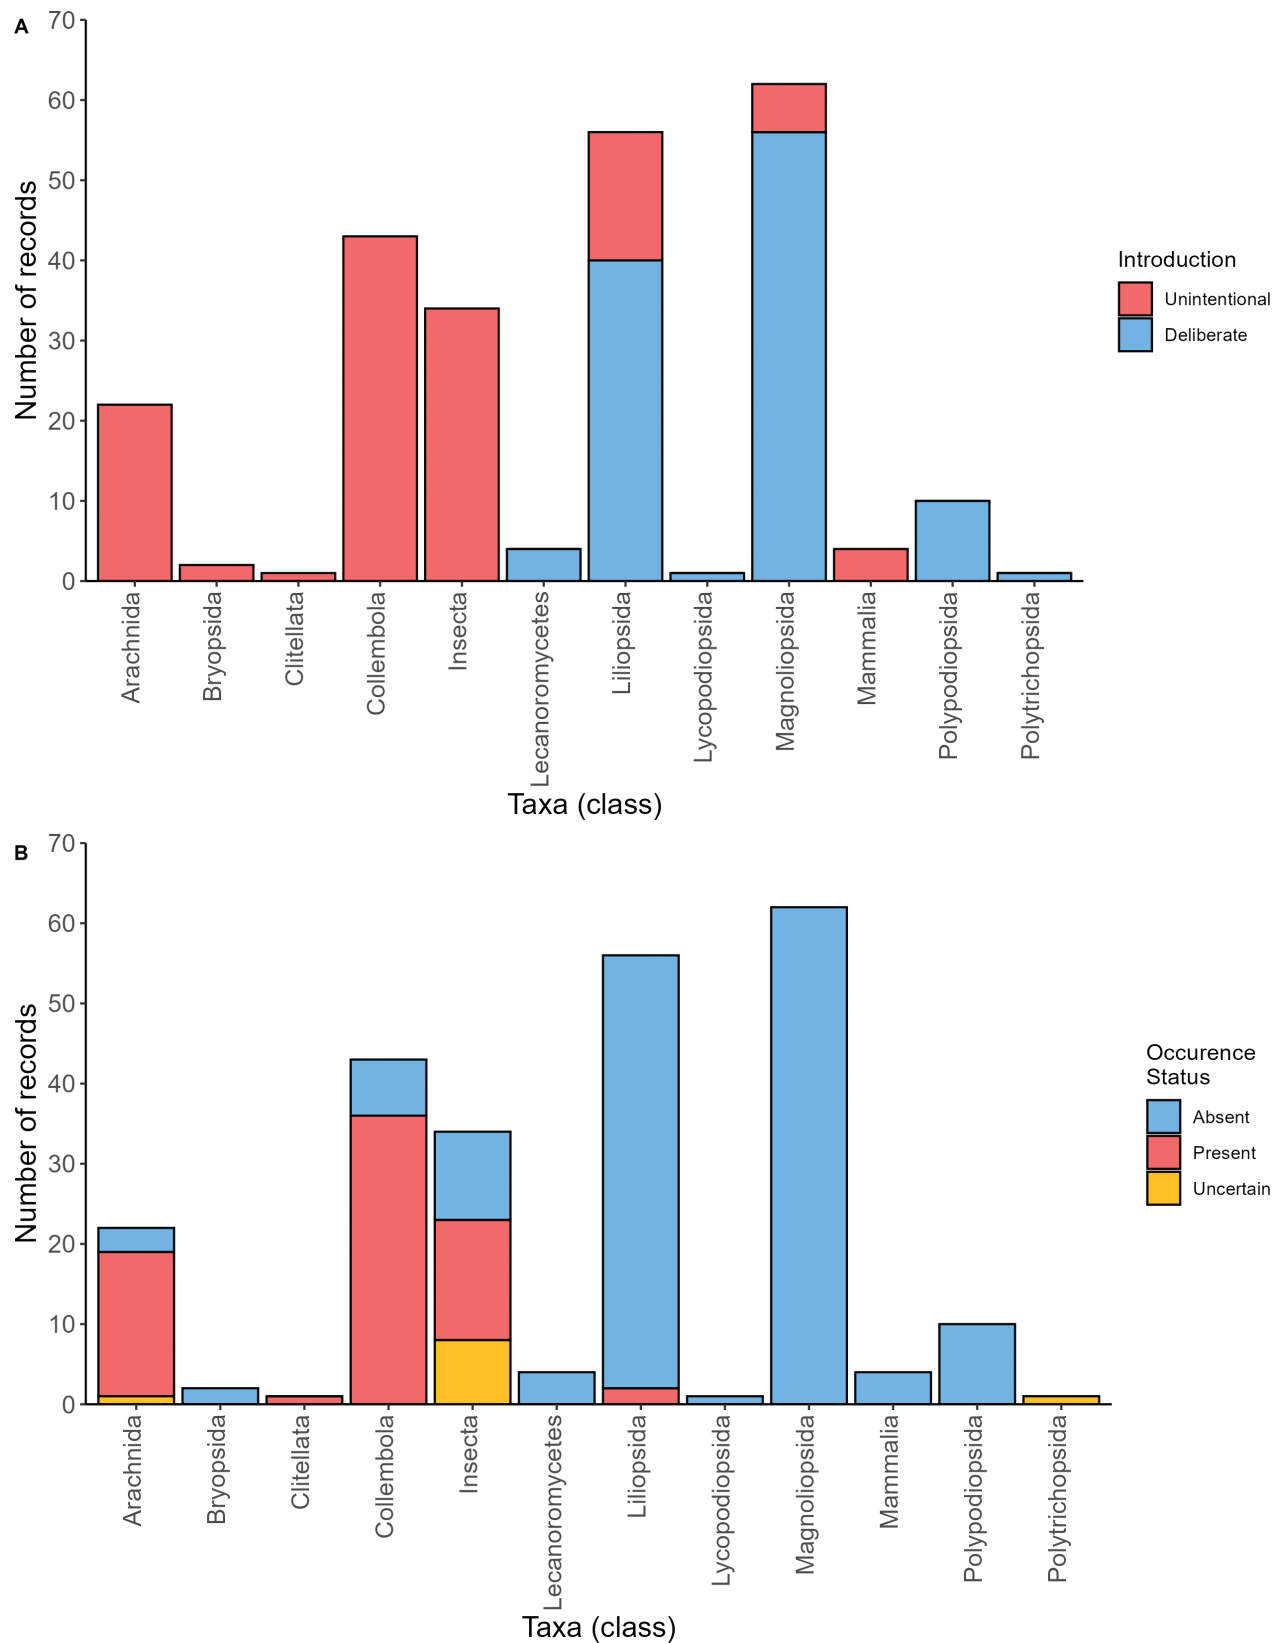 A
70
60
50
40
30
20
10
0
Number of records
Arachnida
Bryopsida
Clitellata
Collembola
Insecta
Lecanoromycetes
Liliopsida
Lycopodiopsida
Magnoliopsida
Mammalia
Polypodiopsida
Polytrichopsida
Taxa (class)
Introduction
Unintentional
Deliberate
B
70
60
50
40
30
20
10
0
Number of records
Arachnida
Bryopsida
Clitellata
Collembola
Insecta
Lecanoromycetes
Liliopsida
Lycopodiopsida
Magnoliopsida
Mammalia
Polypodiopsida
Polytrichopsida
Taxa (class)
Occurence
Status
Absent
Present
Uncertain